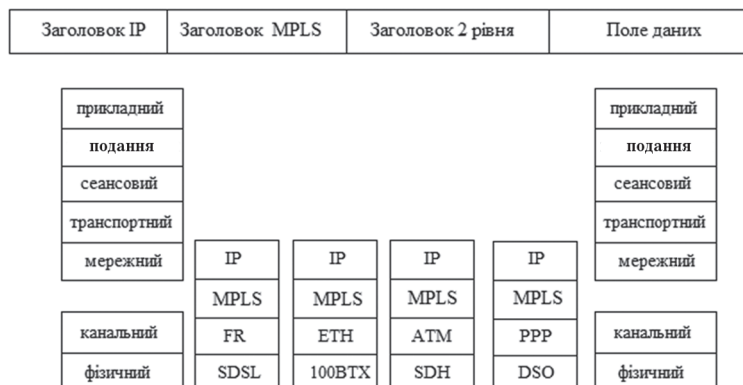 Заголовок IP Заголовок MPLS Заголовок 2 рівня Поле даних
прикладний прикладний
подання подання
сеансовий сеансовий
транспортний транспортний
мережний IP IP IP IP мережний
MPLS MPLS MPLS MPLS
канальний FR ETH ATM PPP канальний
фізичний SDSL 100BTX SDH DSO фізичний